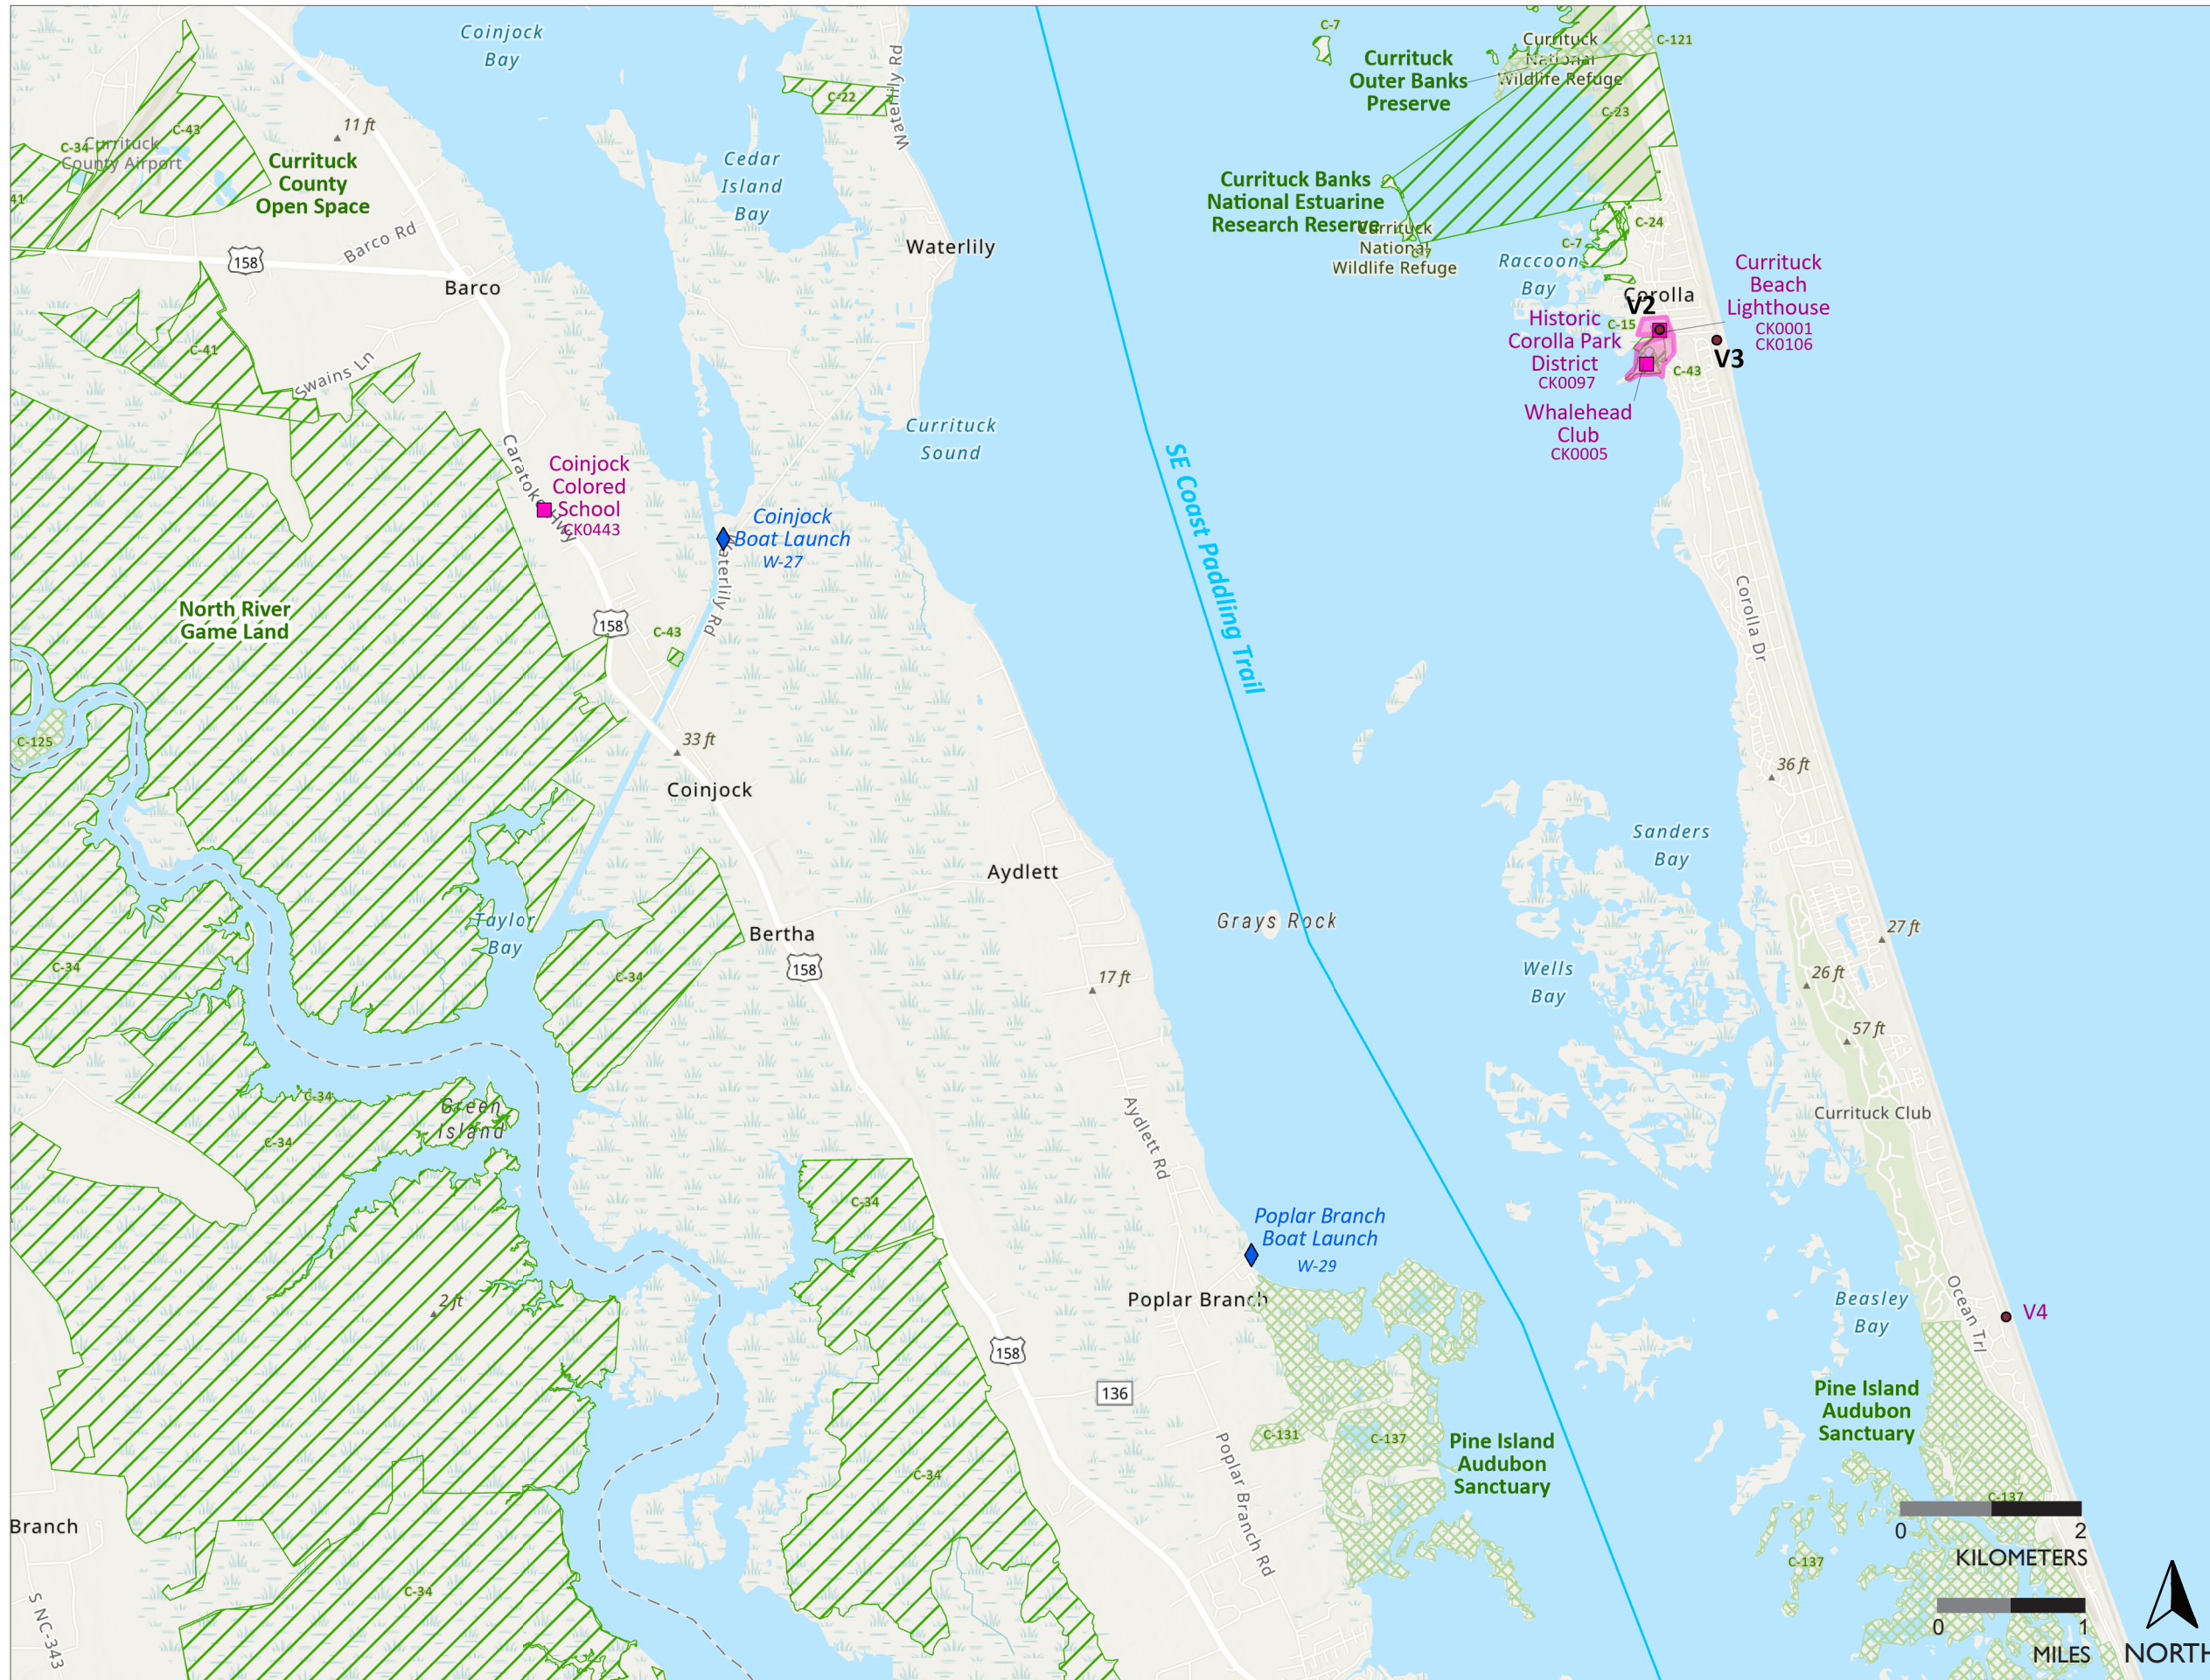 Coinjock
Bay
C-7
Currituck
Outer Banks
Preserve
Currituck
National
Wildlife Refuge
C-121
Waterlily Rd
C-22
C-23
C-43
11 ft
C-34
Currituck
County Airport
Currituck
County
Open Space
Cedar
Island
Bay
Currituck Banks
National Estuarine
Research Reserve
Currituck
National
Wildlife Refuge
C-7
41
C-24
C-7
Barco Rd
158
Waterlily
Raccoon
Bay
Currituck
Beach
Lighthouse
CK0001
CK0106
Barco
Corolla
V2
C-15
Historic
Corolla Park
District
CK0097
V3
C-43
C-41
Swains Ln
Whalehead
Club
CK0005
Currituck
Sound
Caratoke Hwy
Coinjock
Colored
School
CK0443
SE Coast Paddling Trail
Coinjock
Boat Launch
W-27
Waterlily Rd
Corolla Dr
North River
Game Land
158
C-43
C-125
33 ft
Coinjock
36 ft
Sanders
Bay
Aydlett
Taylor
Bay
Grays Rock
Bertha
27 ft
158
C-34
C-34
17 ft
Wells
Bay
26 ft
57 ft
C-34
Green
Island
C-34
Aydlett Rd
Currituck Club
C-34
Poplar Branch
Boat Launch
W-29
2 ft
Poplar Branch
Beasley
Bay
Ocean Trl
V4
158
136
Pine Island
Audubon
Sanctuary
C-131
C-137
Pine Island
Audubon
Sanctuary
Poplar Branch Rd
C-34
C-137
Branch
0 2
KILOMETERS
C-137
C-34
S NC-343
0 1
MILES
NORTH